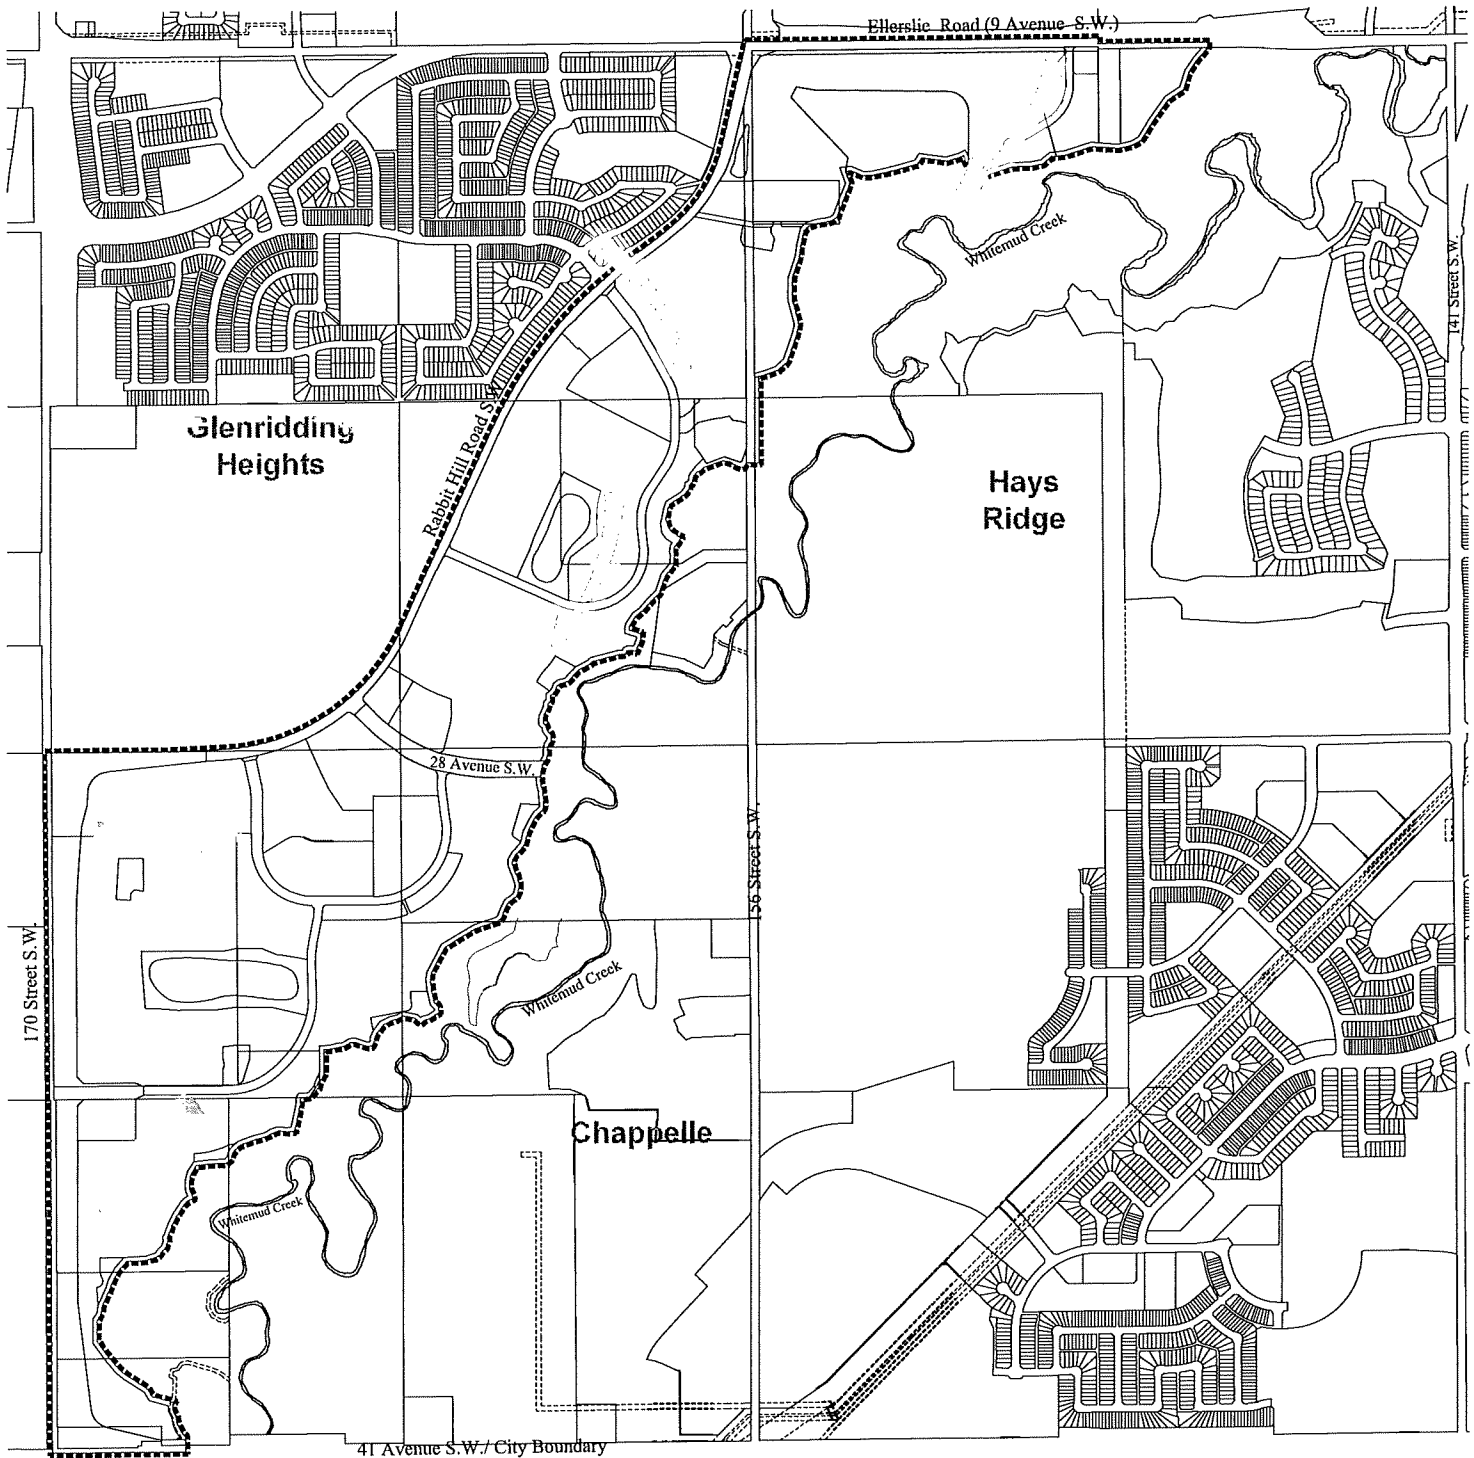 Ellerslie Road (9 Avenue S.W.)
Whitemud Creek
141 Street S.W.
Glenridding
Heights
Rabbit Hill Road S.W.
Hays
Ridge
28 Avenue S.W.
156 Street S.W.
170 Street S.W.
Whitemud Creek
Chappelle
Whitemud Creek
41 Avenue S.W./ City Boundary